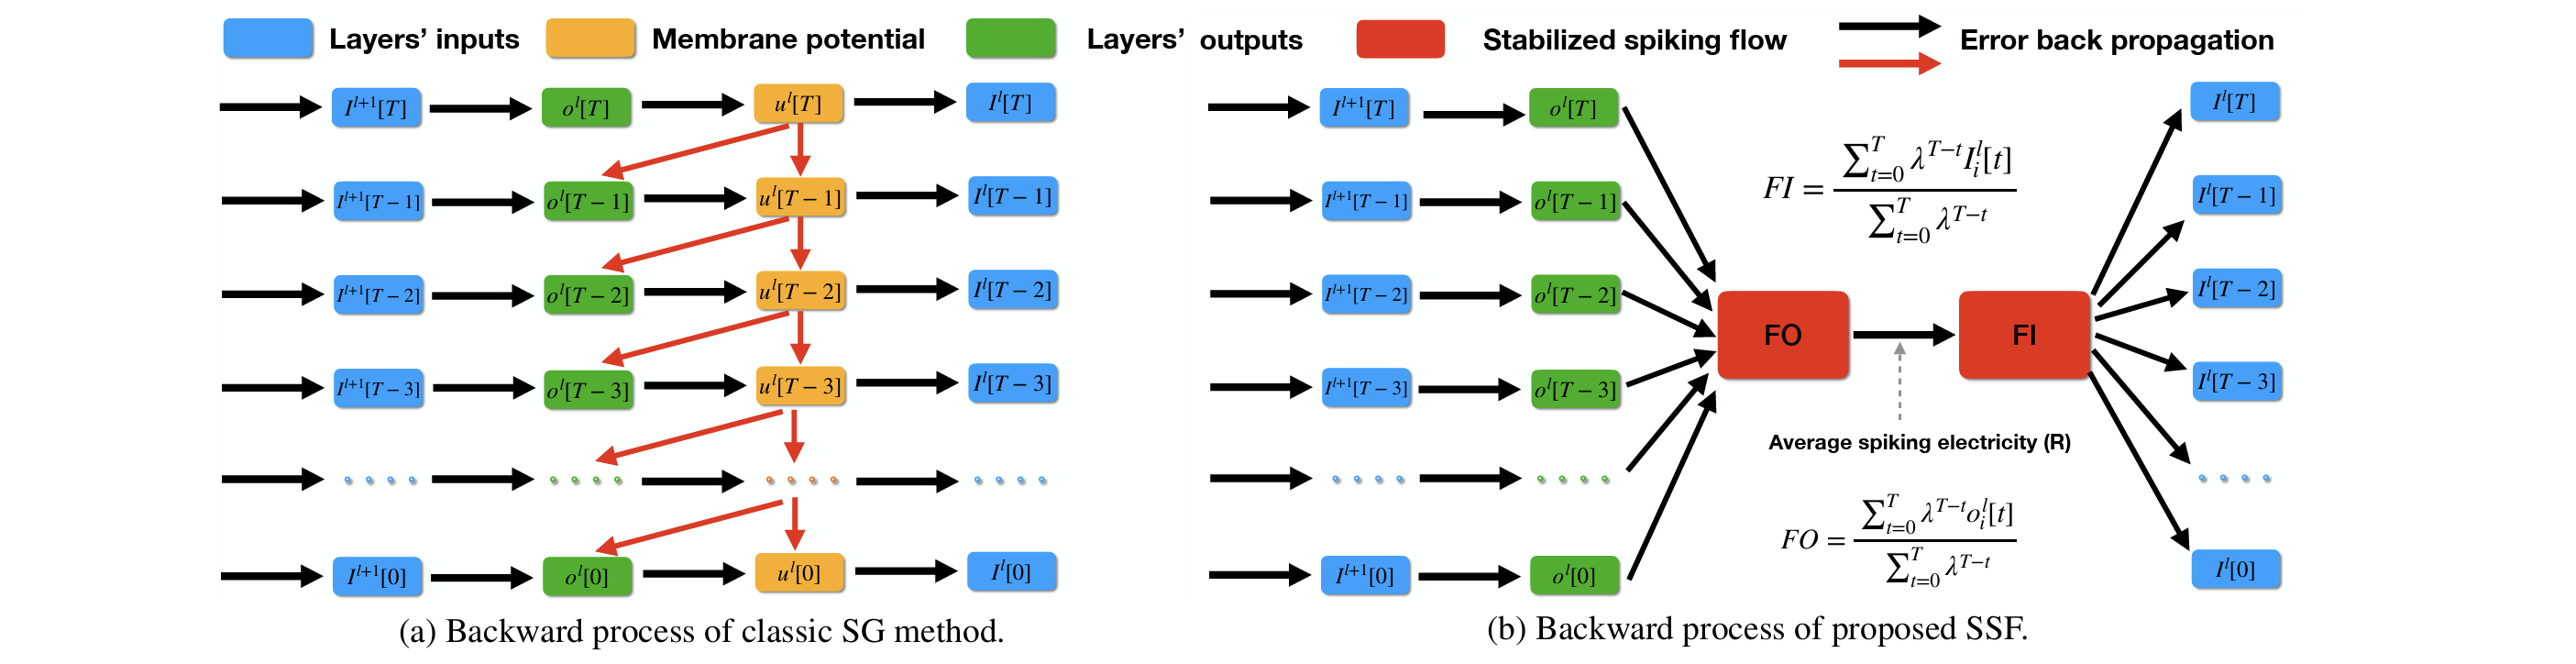 Layers' inputs Membrane potential Layers' outputs Stabilized spiking flow Error back propagation
I^{l+1}[T] o^l[T] u^l[T] I^l[T]
I^{l+1}[T−1] o^l[T−1] u^l[T−1] I^l[T−1]
I^{l+1}[T−2] o^l[T−2] u^l[T−2] I^l[T−2]
I^{l+1}[T−3] o^l[T−3] u^l[T−3] I^l[T−3]
I^{l+1}[0] o^l[0] u^l[0] I^l[0]
(a) Backward process of classic SG method.
I^{l+1}[T] o^l[T] I^l[T]
I^{l+1}[T−1] o^l[T−1] I^l[T−1]
I^{l+1}[T−2] o^l[T−2] I^l[T−2]
I^{l+1}[T−3] o^l[T−3] I^l[T−3]
I^{l+1}[0] o^l[0] I^l[0]
FI = \frac{\sum_{t=0}^{T} λ^{T−t} I_i^l[t]}{\sum_{t=0}^{T} λ^{T−t}}
FO FI
Average spiking electricity (R)
FO = \frac{\sum_{t=0}^{T} λ^{T−t} o_i^l[t]}{\sum_{t=0}^{T} λ^{T−t}}
(b) Backward process of proposed SSF.